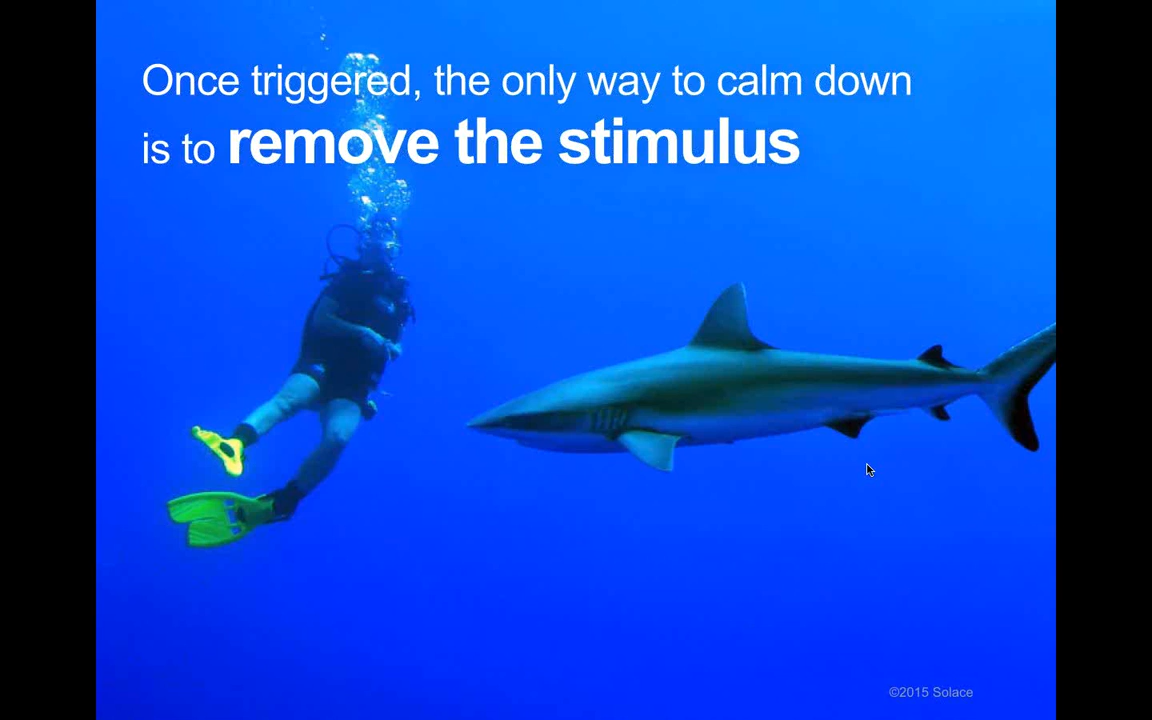 Once triggered, the only way to calm down
is to remove the stimulus
©2015 Solace